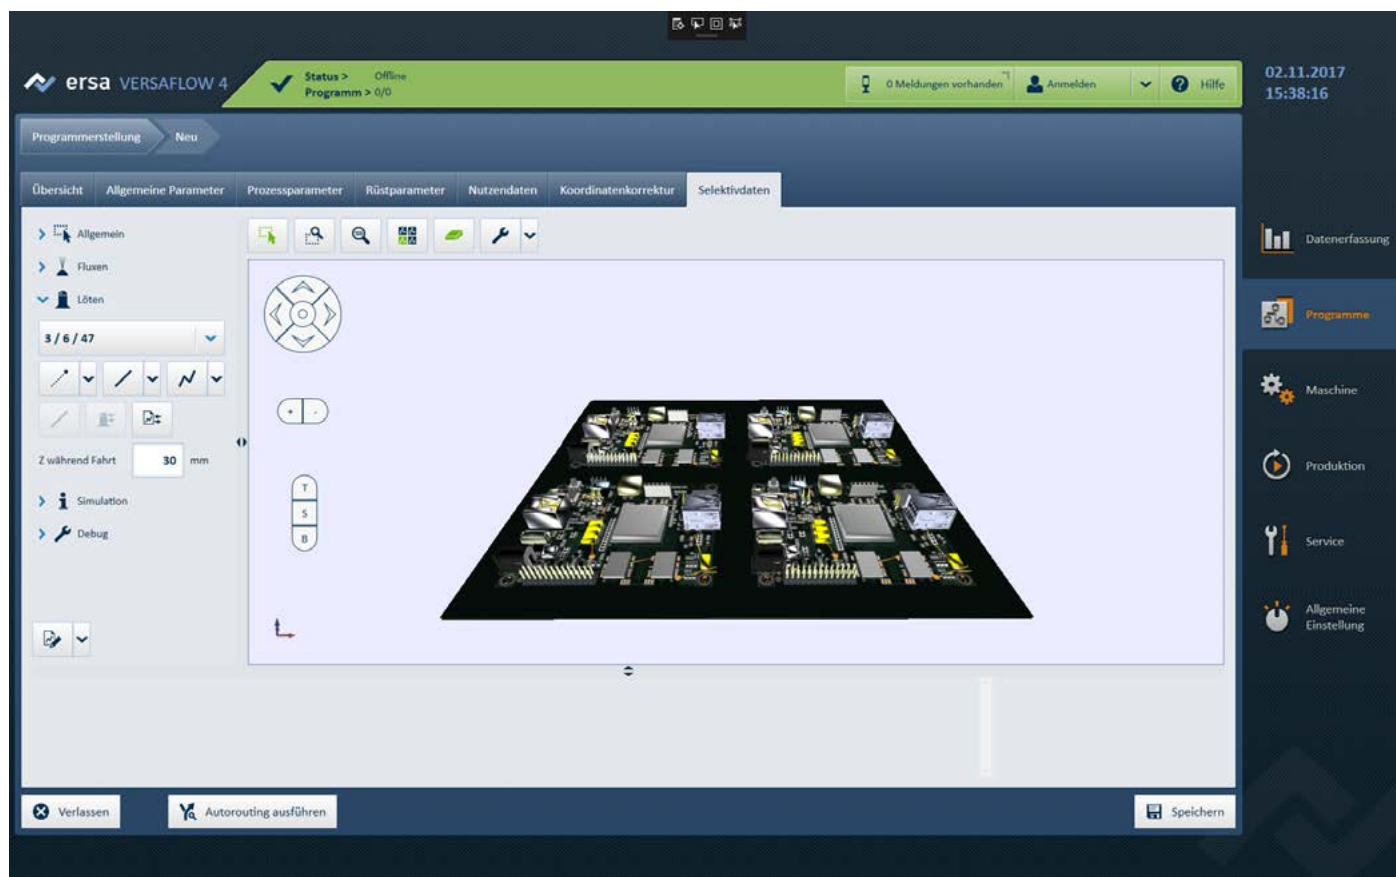 ersa VERSAFLOW 4
Status > Offline
Programm > 0/0
0 Meldungen vorhanden
Anmelden
Hilfe
02.11.2017
15:38:16
Programmerstellung
Neu
Übersicht
Allgemeine Parameter
Prozessparameter
Rüstparameter
Nutzendaten
Koordinatenkorrektur
Selektivdaten
Allgemein
Fluxen
Löten
3 / 6 / 47
Z während Fahrt 30 mm
Simulation
Debug
+ -
T
S
B
Datenerfassung
Programme
Maschine
Produktion
Service
Allgemeine
Einstellung
Verlassen
Autorouting ausführen
Speichern